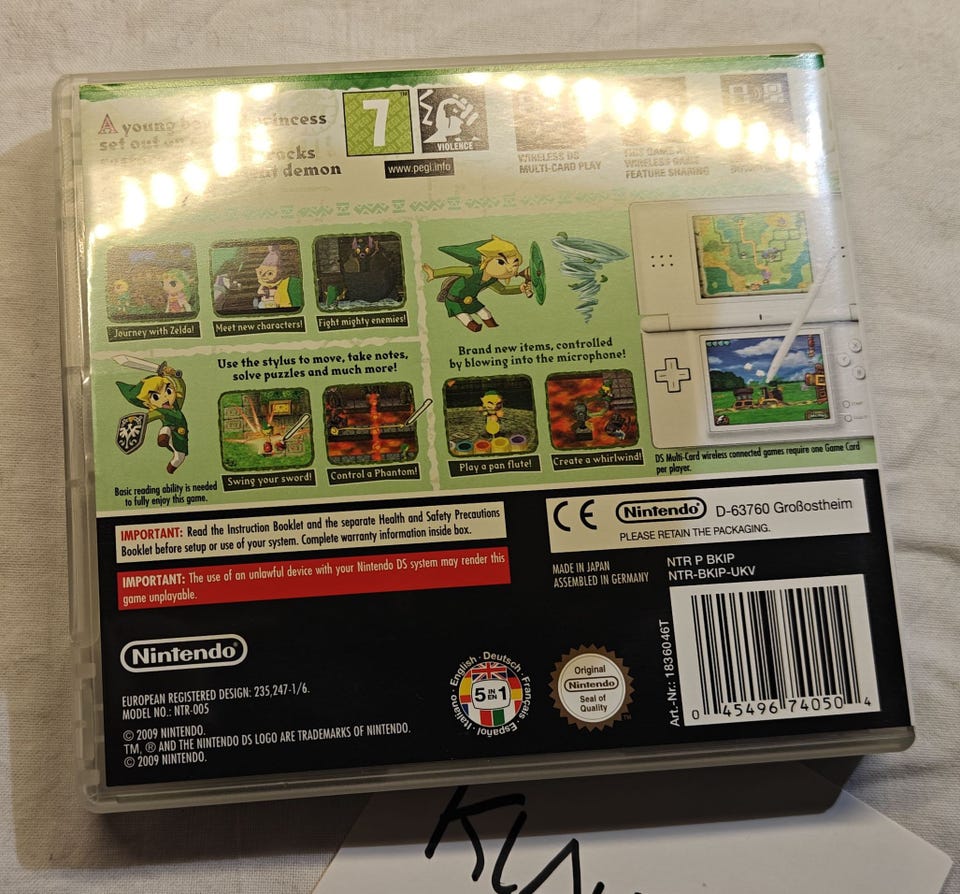 A young
princess
set out
demon
7
VIOLENCE
www.pegi.info
WIRELESS DS
MULTI-CARD PLAY
WIRELESS GAME
FEATURE SHARING
Journey with Zelda!
Meet new characters!
Fight mighty enemies!
Use the stylus to move, take notes,
solve puzzles and much more!
Swing your sword!
Control a Phantom!
Basic reading ability is needed
to fully enjoy this game.
Brand new items, controlled
by blowing into the microphone!
Play a pan flute!
Create a whirlwind!
DS Multi-Card wireless connected games require one Game Card
per player.
IMPORTANT: Read the Instruction Booklet and the separate Health and Safety Precautions
Booklet before setup or use of your system. Complete warranty information inside box.
IMPORTANT: The use of an unlawful device with your Nintendo DS system may render this
game unplayable.
CE Nintendo® D-63760 Großostheim
PLEASE RETAIN THE PACKAGING.
MADE IN JAPAN
ASSEMBLED IN GERMANY
NTR P BKIP
NTR-BKIP-UKV
Nintendo®
EUROPEAN REGISTERED DESIGN: 235,247-1/6.
MODEL NO.: NTR-005
© 2009 NINTENDO.
TM, ® AND THE NINTENDO DS LOGO ARE TRADEMARKS OF NINTENDO.
© 2009 NINTENDO.
English · Deutsch · Français · Español · Italiano
5 IN EN 1
Original
Nintendo
Seal of
Quality
TM
Art.-Nr.: 1836046T
0 45496 74050 4